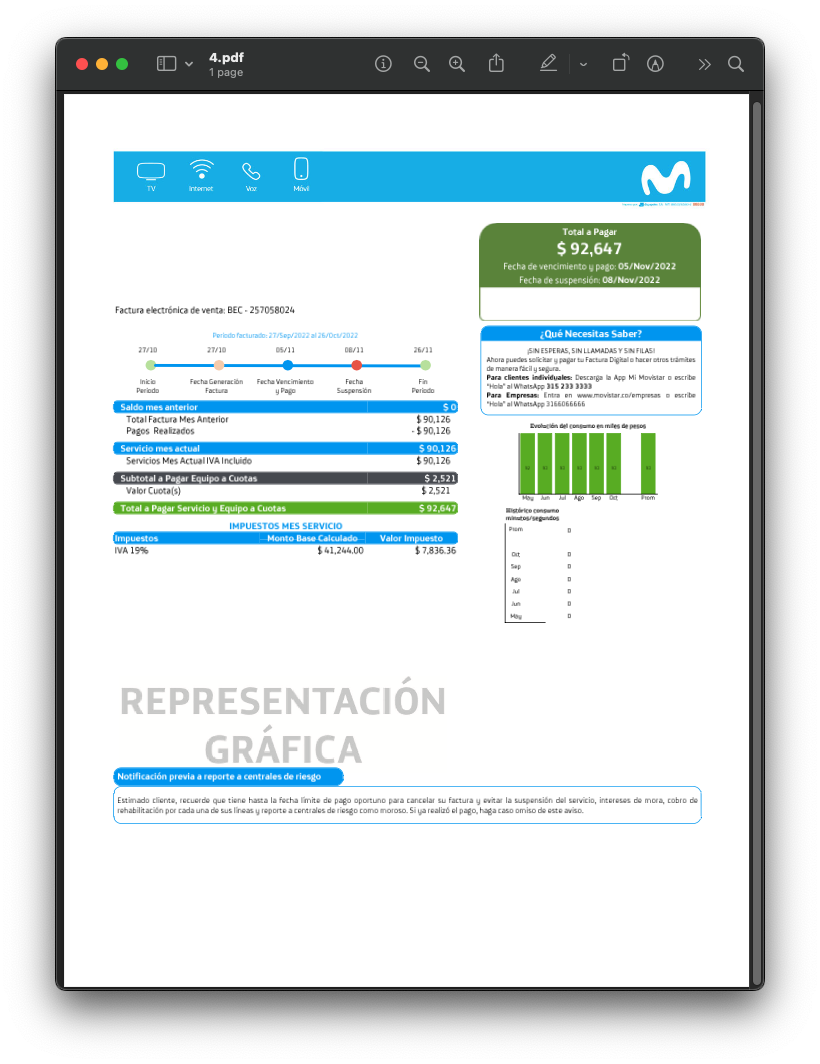 4.pdf
1 page
TV
Internet
Voz
Móvil
Total a Pagar
$ 92,647
Fecha de vencimiento y pago: 05/Nov/2022
Fecha de suspensión: 08/Nov/2022
Factura electrónica de venta: BEC - 257058024
Periodo facturado: 27/Sep/2022 al 26/Oct/2022
27/10 27/10 05/11 08/11 26/11
Inicio Fecha Generación Fecha Vencimiento Fecha Fin
Periodo Factura y Pago Suspensión Periodo
Saldo mes anterior $ 0
Total Factura Mes Anterior $ 90,126
Pagos Realizados - $ 90,126
Servicio mes actual $ 90,126
Servicios Mes Actual IVA Incluido $ 90,126
Subtotal a Pagar Equipo a Cuotas $ 2,521
Valor Cuota(s) $ 2,521
Total a Pagar Servicio y Equipo a Cuotas $ 92,647
IMPUESTOS MES SERVICIO
Impuestos Monto Base Calculado Valor Impuesto
IVA 19% $ 41,244.00 $ 7,836.36
¿Qué Necesitas Saber?
¡SIN ESPERAS, SIN LLAMADAS Y SIN FILAS!
Ahora puedes solicitar y pagar tu Factura Digital o hacer otros trámites
de manera fácil y segura.
Para clientes individuales: Descarga la App Mi Movistar o escribe
"Hola" al WhatsApp 315 233 3333
Para Empresas: Entra en www.movistar.co/empresas o escribe
"Hola" al WhatsApp 3166066666
Evolución del consumo en miles de pesos
May Jun Jul Ago Sep Oct Prom
Histórico consumo
minutos/segundos
Prom 0
Oct 0
Sep 0
Ago 0
Jul 0
Jun 0
May 0
REPRESENTACIÓN
GRÁFICA
Notificación previa a reporte a centrales de riesgo
Estimado cliente, recuerde que tiene hasta la fecha límite de pago oportuno para cancelar su factura y evitar la suspensión del servicio, intereses de mora, cobro de
rehabilitación por cada una de sus líneas y reporte a centrales de riesgo como moroso. Si ya realizó el pago, haga caso omiso de este aviso.